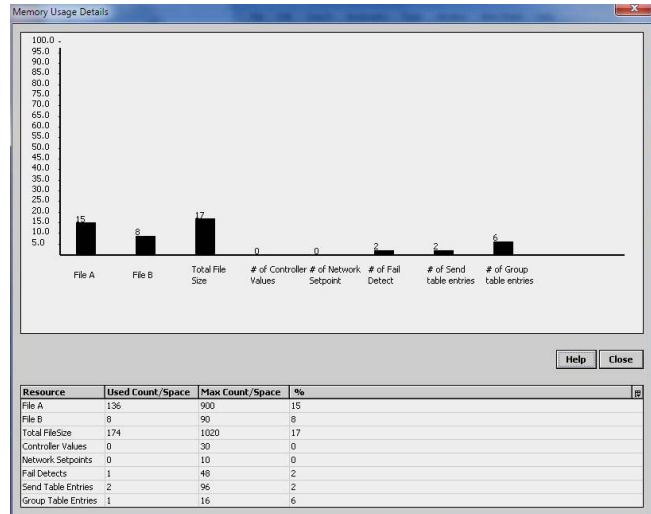 Memory Usage Details
X
100.0
95.0
90.0
85.0
80.0
75.0
70.0
65.0
60.0
55.0
50.0
45.0
40.0
35.0
30.0
25.0
20.0
15.0
10.0
5.0
15 8 17 0 0 2 2 6
File A File B Total File # of Controller # of Network # of Fail # of Send # of Group
Size Values Setpoint Detect table entries table entries
Help Close
Resource Used Count/Space Max Count/Space %
File A 136 900 15
File B 8 90 8
Total FileSize 174 1020 17
Controller Values 0 30 0
Network Setpoints 0 10 0
Fail Detects 1 48 2
Send Table Entries 2 96 2
Group Table Entries 1 16 6